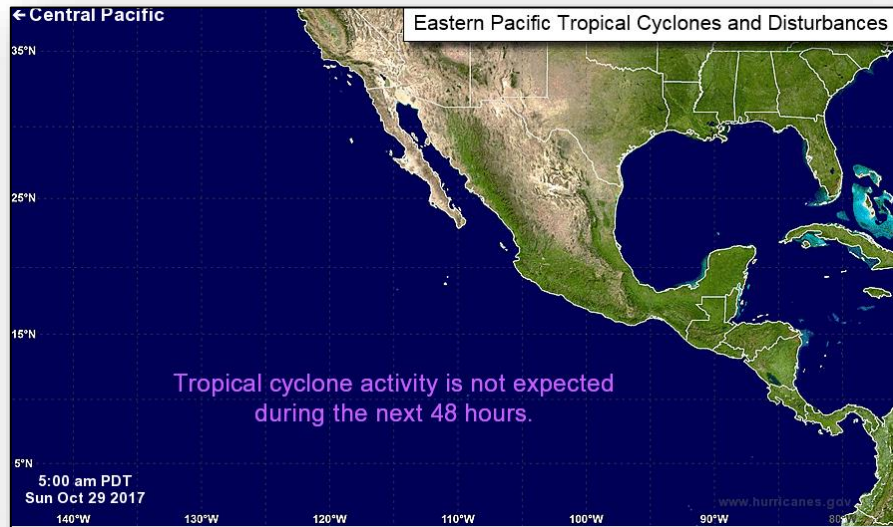 ← Central Pacific
Eastern Pacific Tropical Cyclones and Disturbances
35°N
25°N
15°N
Tropical cyclone activity is not expected
during the next 48 hours.
5°N
5:00 am PDT
Sun Oct 29 2017
www.hurricanes.gov
140°W 130°W 120°W 110°W 100°W 90°W 80°W